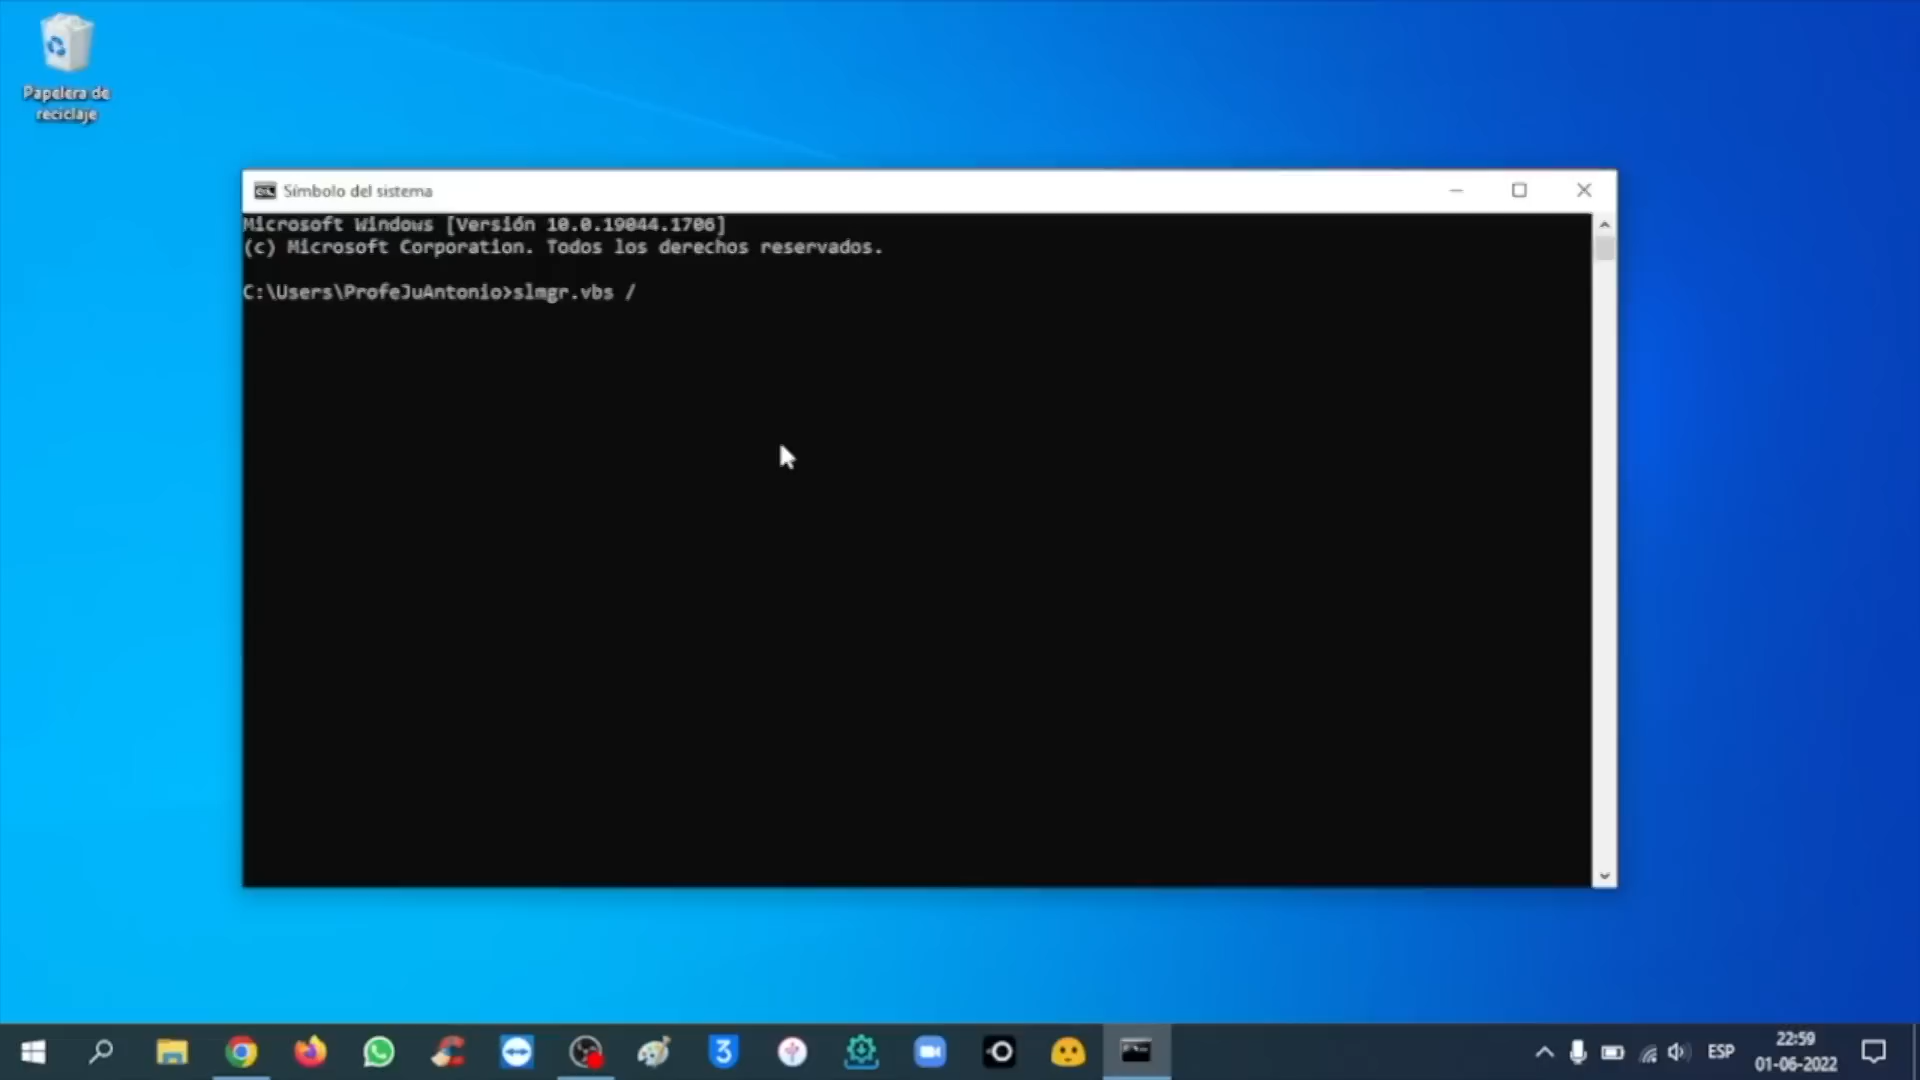 Papelera de
reciclaje
Símbolo del sistema
Microsoft Windows [Versión 10.0.19044.1706]
(c) Microsoft Corporation. Todos los derechos reservados.
C:\Users\ProfeJuAntonio>slmgr.vbs /
3
ESP
22:59
01-06-2022